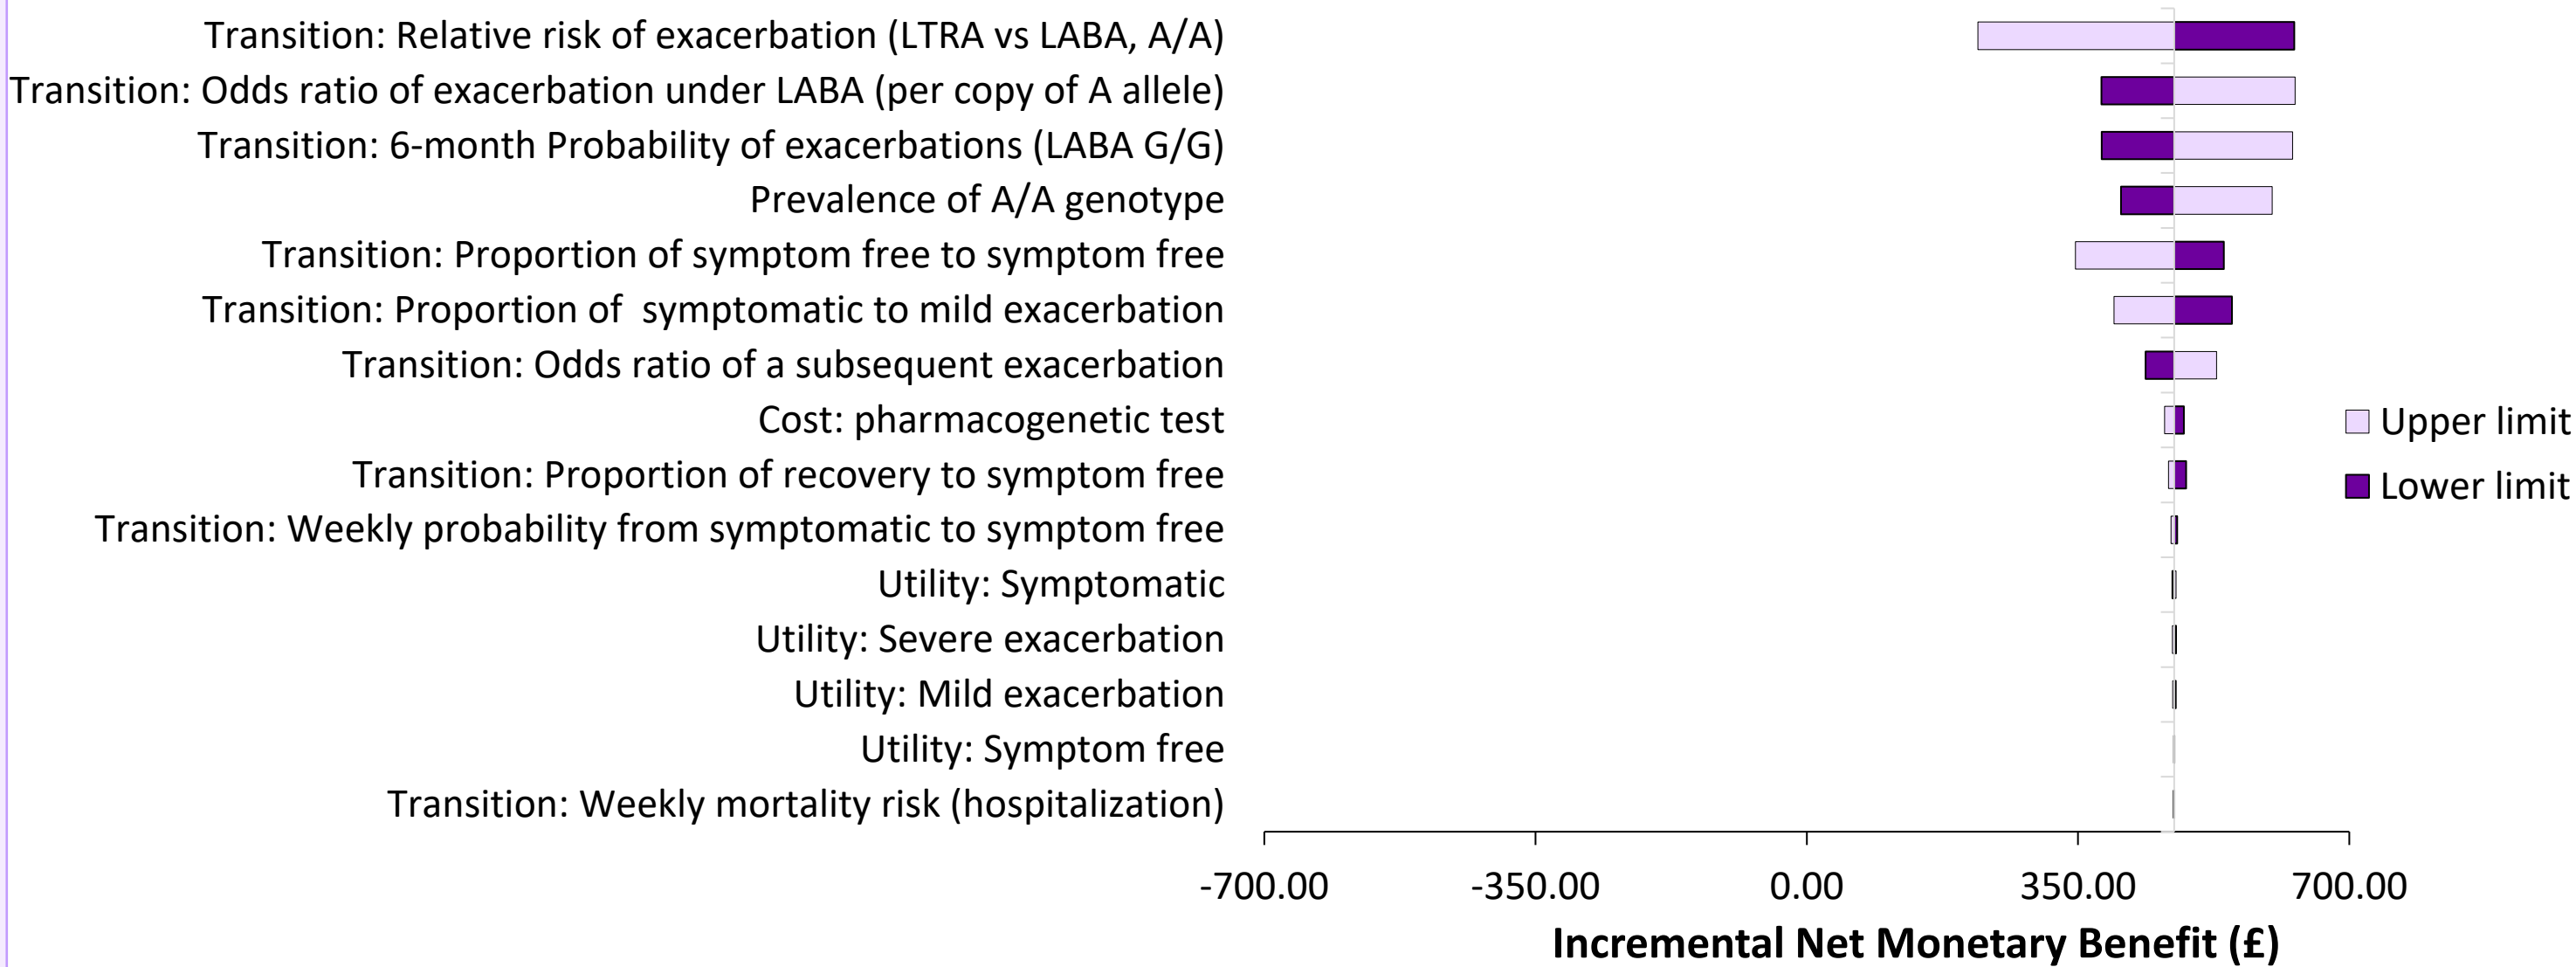 Transition: Relative risk of exacerbation (LTRA vs LABA, A/A)
Transition: Odds ratio of exacerbation under LABA (per copy of A allele)
Transition: 6-month Probability of exacerbations (LABA G/G)
Prevalence of A/A genotype
Transition: Proportion of symptom free to symptom free
Transition: Proportion of  symptomatic to mild exacerbation
Transition: Odds ratio of a subsequent exacerbation
Cost: pharmacogenetic test
Transition: Proportion of recovery to symptom free
Transition: Weekly probability from symptomatic to symptom free
Utility: Symptomatic
Utility: Severe exacerbation
Utility: Mild exacerbation
Utility: Symptom free
Transition: Weekly mortality risk (hospitalization)
Upper limit
Lower limit
-700.00 -350.00 0.00 350.00 700.00
Incremental Net Monetary Benefit (£)